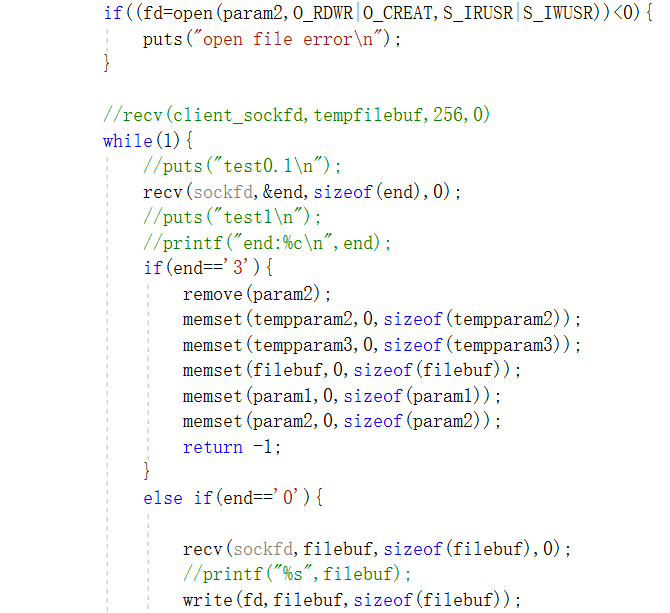 if((fd=open(param2,O_RDWR|O_CREAT,S_IRUSR|S_IWUSR))<0){
puts("open file error\n");
}
//recv(client_sockfd,tempfilebuf,256,0)
while(1){
//puts("test0.1\n");
recv(sockfd,&end,sizeof(end),0);
//puts("test1\n");
//printf("end:%c\n",end);
if(end=='3'){
remove(param2);
memset(tempparam2,0,sizeof(tempparam2));
memset(tempparam3,0,sizeof(tempparam3));
memset(filebuf,0,sizeof(filebuf));
memset(param1,0,sizeof(param1));
memset(param2,0,sizeof(param2));
return -1;
}
else if(end=='0'){
recv(sockfd,filebuf,sizeof(filebuf),0);
//printf("%s",filebuf);
write(fd,filebuf,sizeof(filebuf));